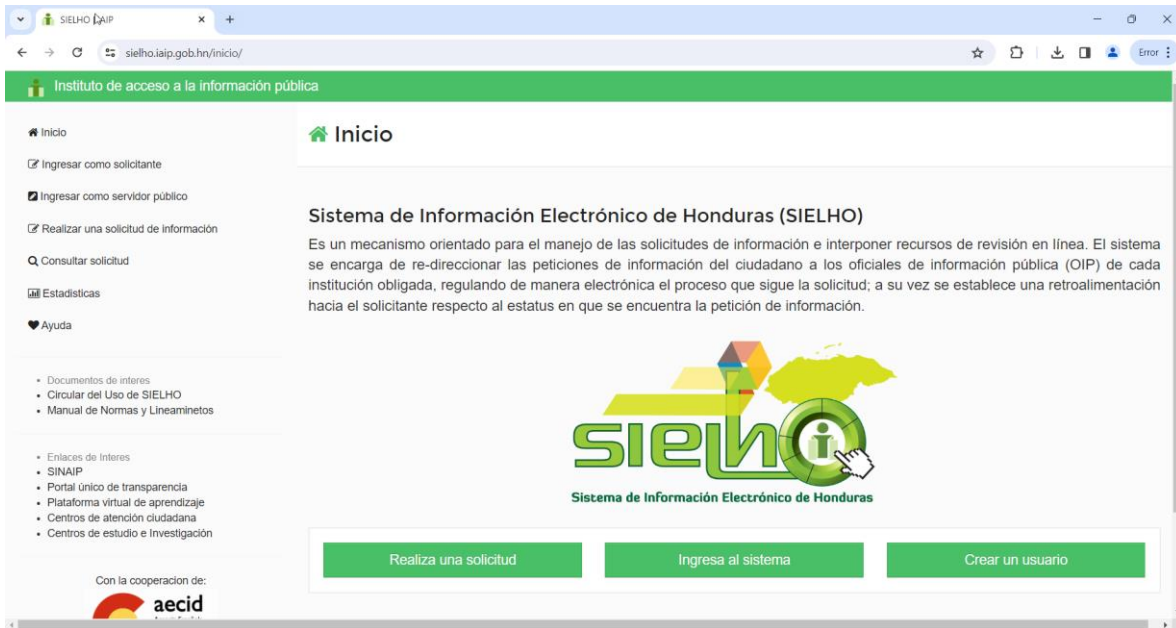 SIELHO IAIP
sielho.iaip.gob.hn/inicio/
Error
Instituto de acceso a la información pública
Inicio
Ingresar como solicitante
Ingresar como servidor público
Realizar una solicitud de información
Consultar solicitud
Estadisticas
Ayuda
Documentos de interes
Circular del Uso de SIELHO
Manual de Normas y Lineaminetos
Enlaces de Interes
SINAIP
Portal único de transparencia
Plataforma virtual de aprendizaje
Centros de atención ciudadana
Centros de estudio e Investigación
Con la cooperacion de:
aecid
Inicio
Sistema de Información Electrónico de Honduras (SIELHO)
Es un mecanismo orientado para el manejo de las solicitudes de información e interponer recursos de revisión en línea. El sistema
se encarga de re-direccionar las peticiones de información del ciudadano a los oficiales de información pública (OIP) de cada
institución obligada, regulando de manera electrónica el proceso que sigue la solicitud; a su vez se establece una retroalimentación
hacia el solicitante respecto al estatus en que se encuentra la petición de información.
sielho
Sistema de Información Electrónico de Honduras
Realiza una solicitud
Ingresa al sistema
Crear un usuario